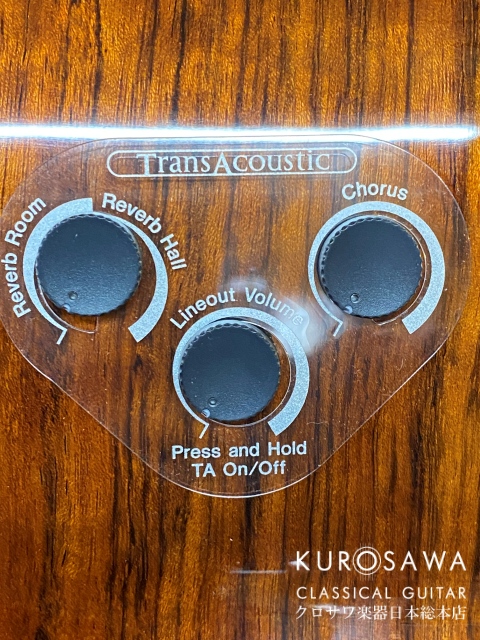 TransAcoustic
Reverb Room
Reverb Hall
Chorus
Lineout Volume
Press and Hold
TA On/Off
KUROSAWA
CLASSICAL GUITAR
クロサワ楽器日本総本店